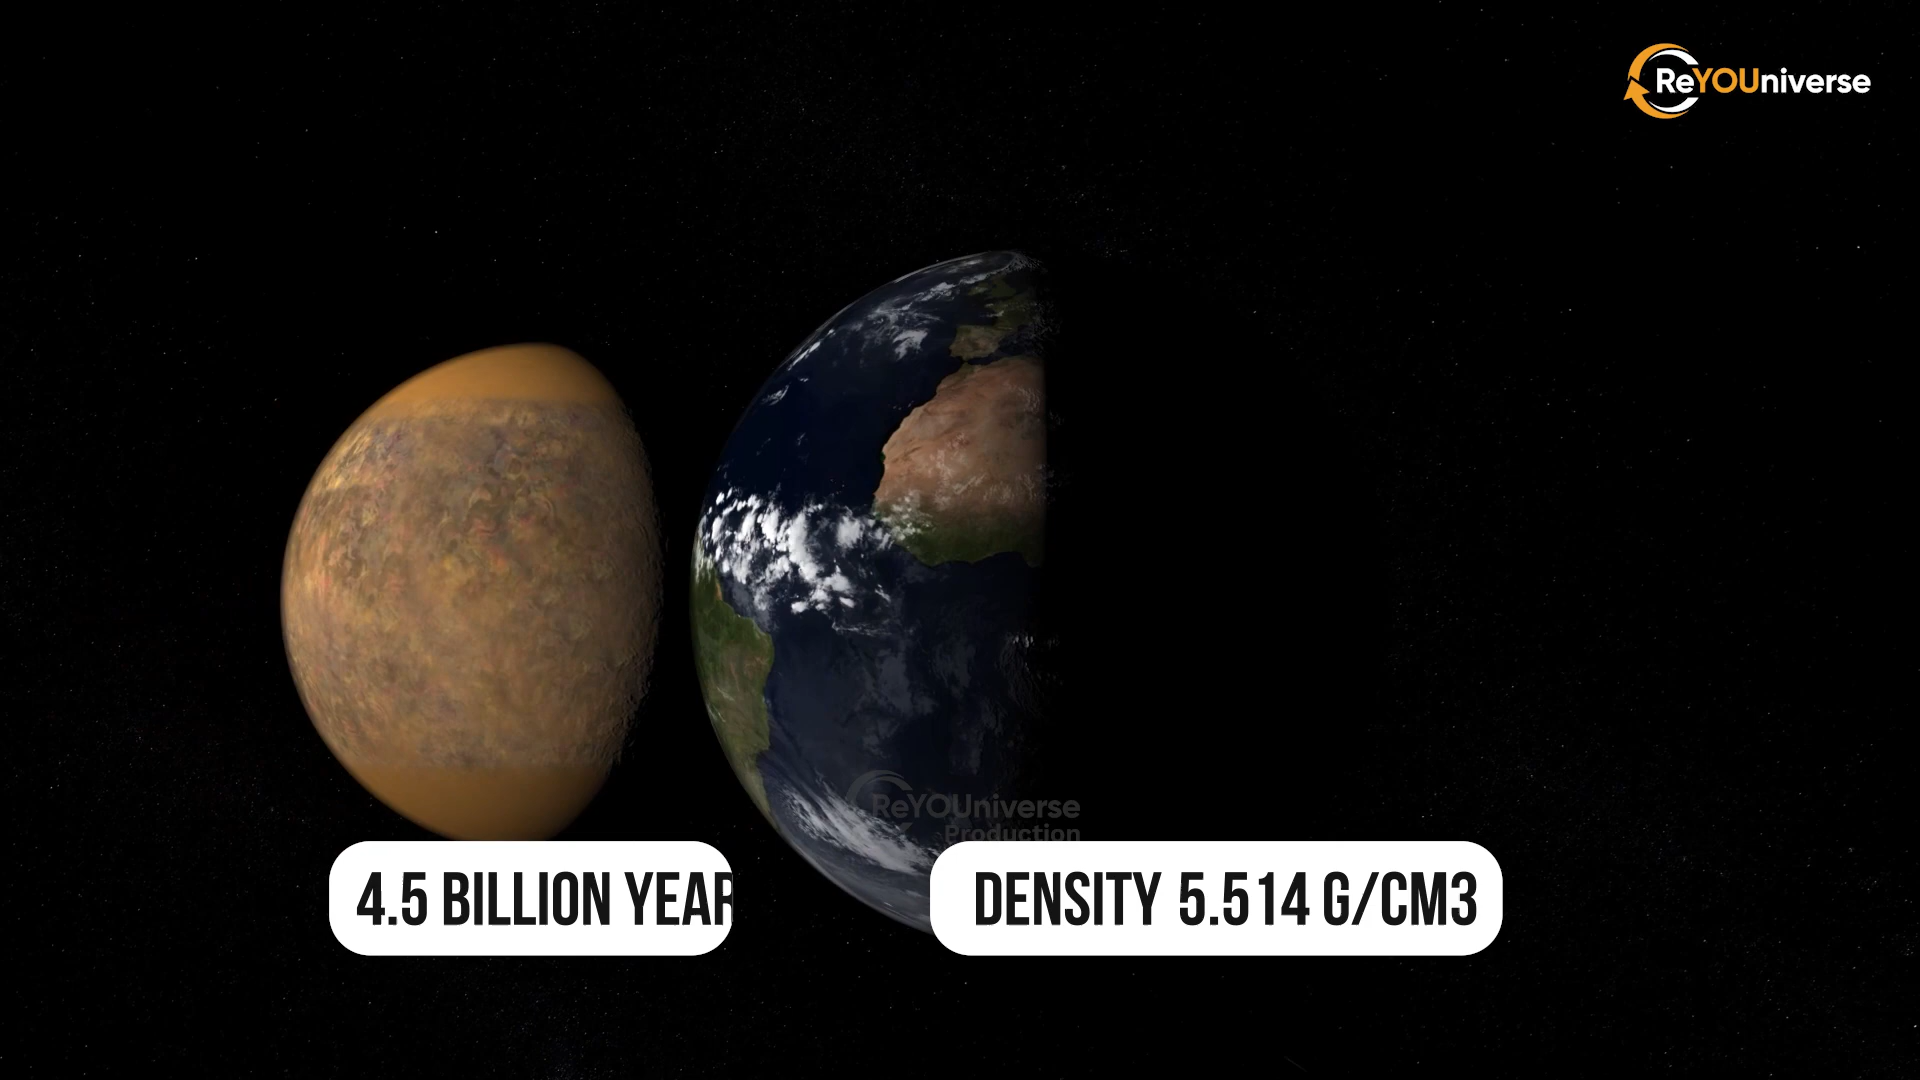 ReYOUniverse
ReYOUniverse
Production
4.5 BILLION YEAR
DENSITY 5.514 G/CM3